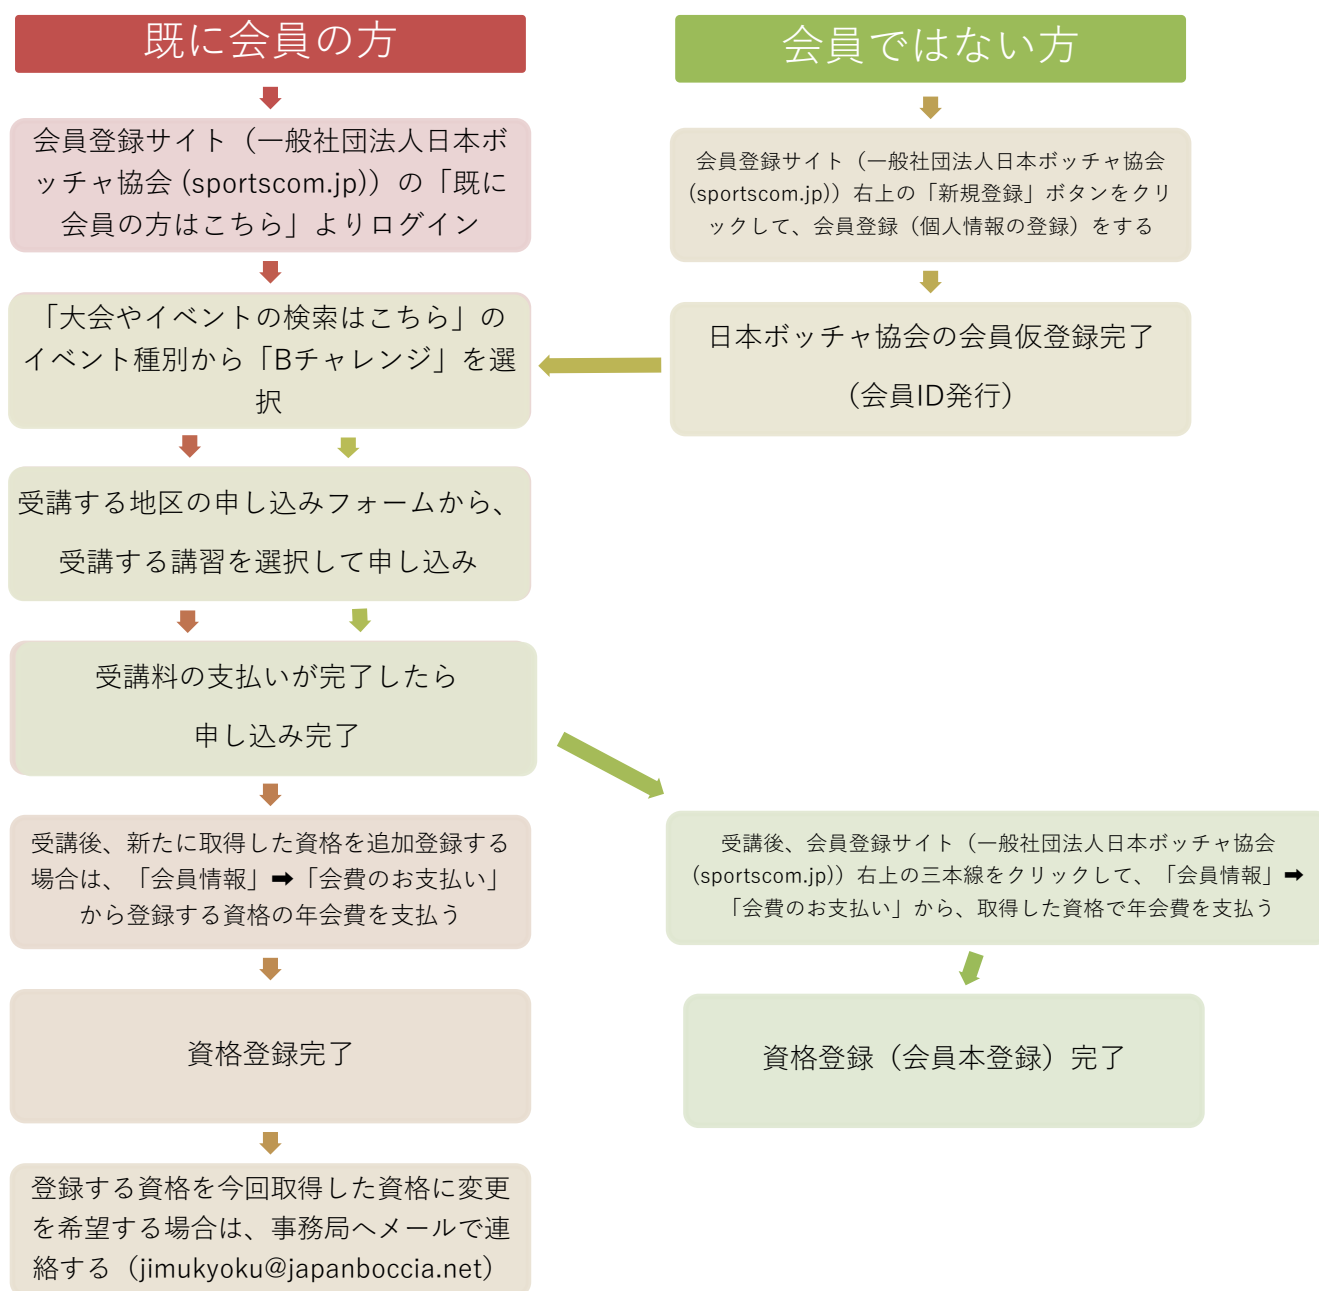 既に会員の方
会員登録サイト（一般社団法人日本ボ
ッチャ協会 (sportscom.jp)）の「既に
会員の方はこちら」よりログイン
「大会やイベントの検索はこちら」の
イベント種別から「Bチャレンジ」を選
択
受講する地区の申し込みフォームから、
受講する講習を選択して申し込み
受講料の支払いが完了したら
申し込み完了
受講後、新たに取得した資格を追加登録する
場合は、「会員情報」➡「会費のお支払い」
から登録する資格の年会費を支払う
資格登録完了
登録する資格を今回取得した資格に変更
を希望する場合は、事務局へメールで連
絡する（jimukyoku@japanboccia.net）
会員ではない方
会員登録サイト（一般社団法人日本ボッチャ協会
(sportscom.jp)）右上の「新規登録」ボタンをクリ
ックして、会員登録（個人情報の登録）をする
日本ボッチャ協会の会員仮登録完了
（会員ID発行）
受講後、会員登録サイト（一般社団法人日本ボッチャ協会
(sportscom.jp)）右上の三本線をクリックして、「会員情報」➡
「会費のお支払い」から、取得した資格で年会費を支払う
資格登録（会員本登録）完了